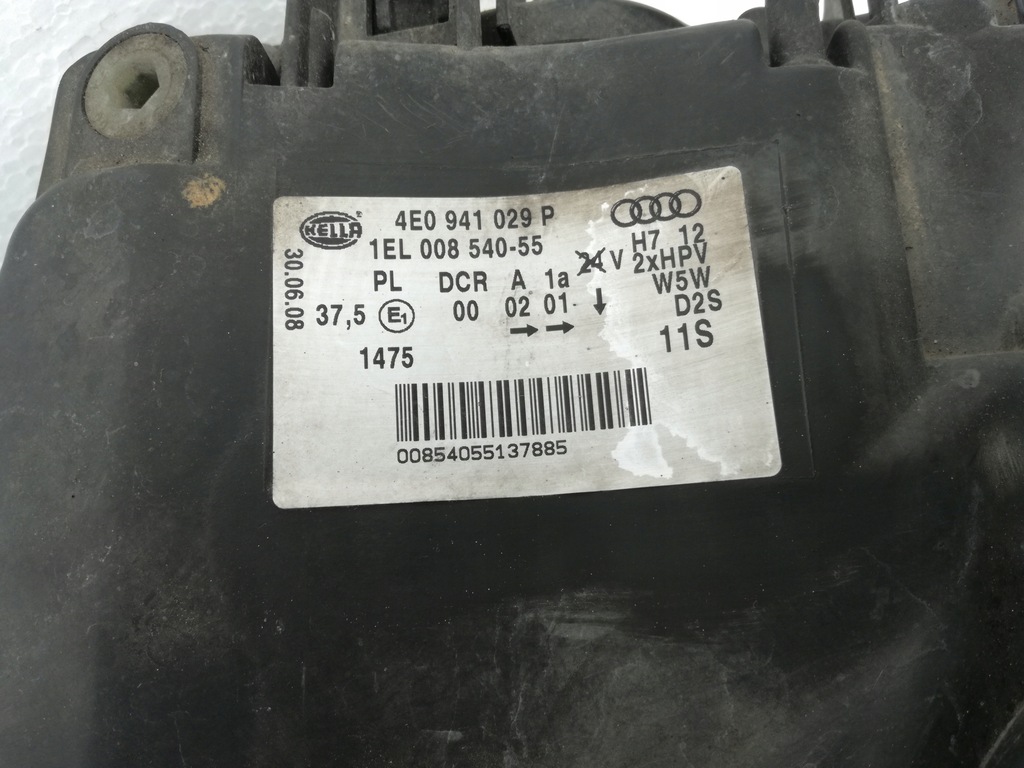 HELLA
4E0 941 029 P
1EL 008 540-55
30.06.08
H7 12
24 V 2xHPV
W5W
D2S
11S
PL DCR A 1a
37,5 E1 00 02 01 ↓
→ →
1475
00854055137885